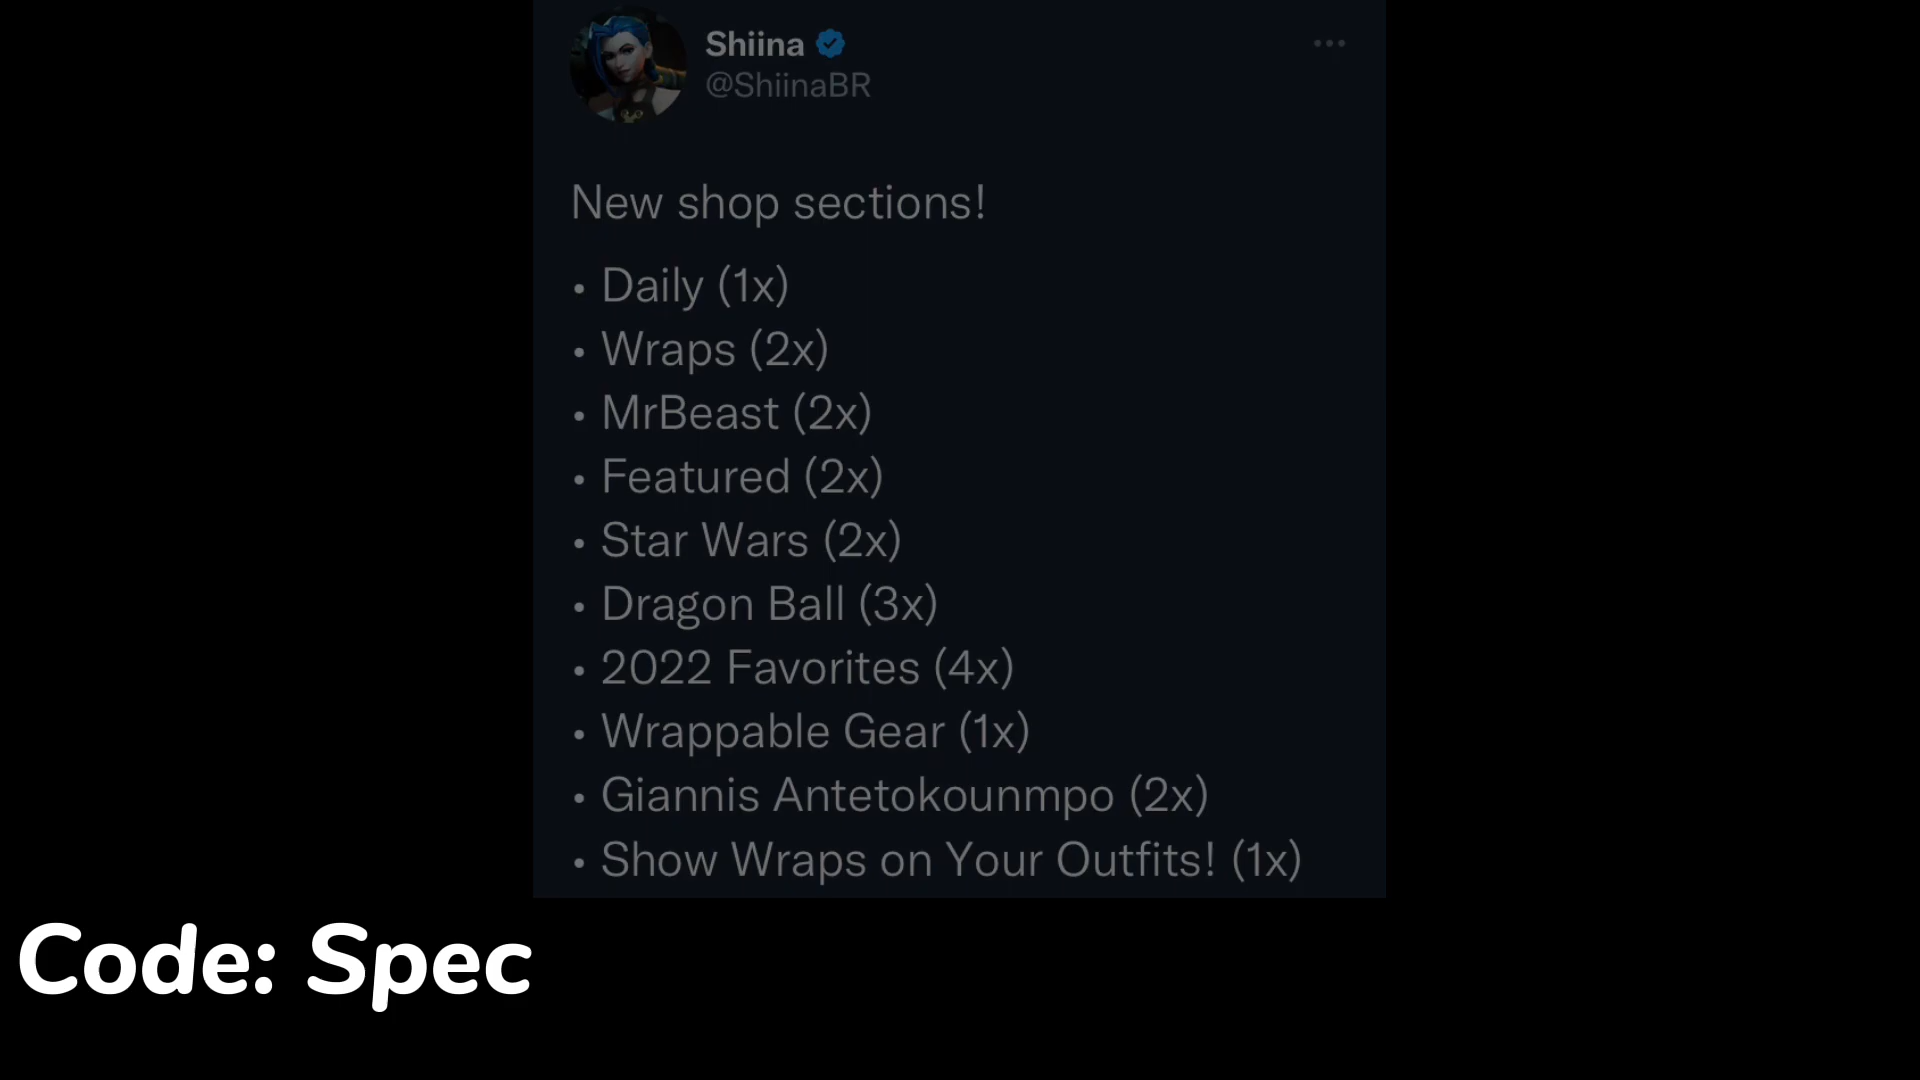 Shiina
@ShiinaBR
New shop sections!
• Daily (1x)
• Wraps (2x)
• MrBeast (2x)
• Featured (2x)
• Star Wars (2x)
• Dragon Ball (3x)
• 2022 Favorites (4x)
• Wrappable Gear (1x)
• Giannis Antetokounmpo (2x)
• Show Wraps on Your Outfits! (1x)
Code: Spec